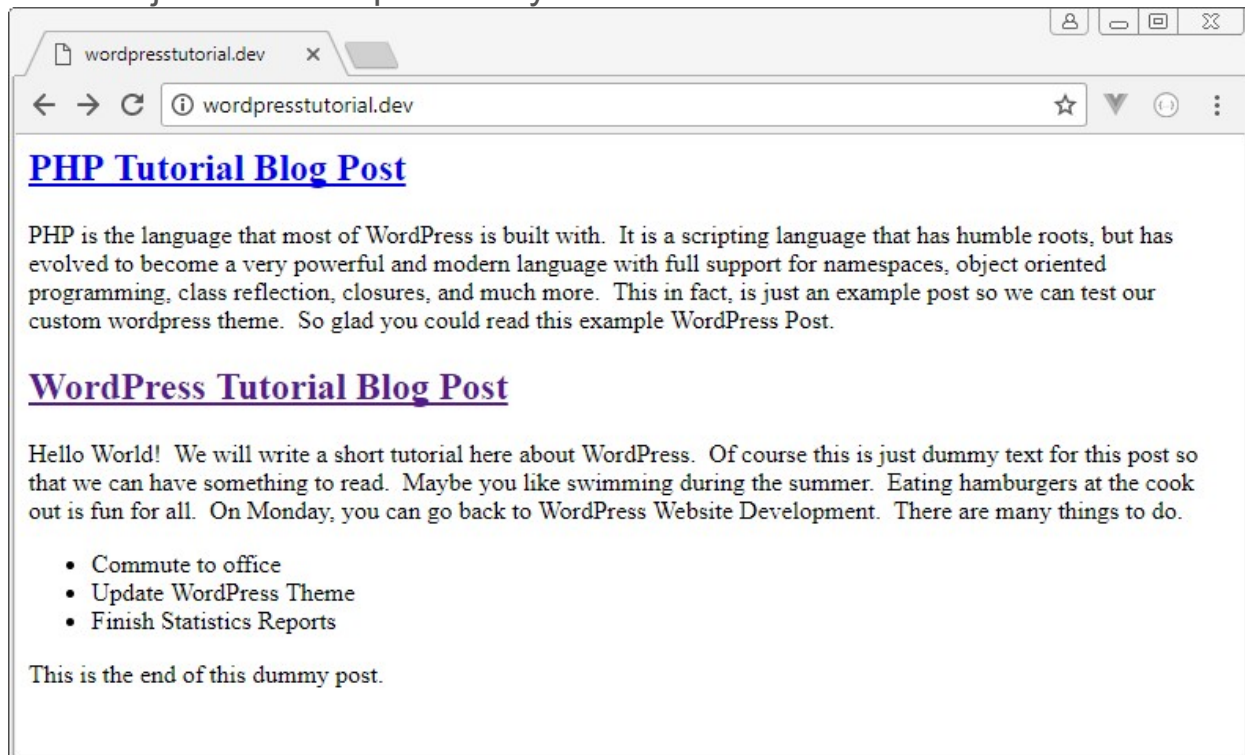 wordpresstutorial.dev
wordpresstutorial.dev
PHP Tutorial Blog Post
PHP is the language that most of WordPress is built with.  It is a scripting language that has humble roots, but has
evolved to become a very powerful and modern language with full support for namespaces, object oriented
programming, class reflection, closures, and much more.  This in fact, is just an example post so we can test our
custom wordpress theme.  So glad you could read this example WordPress Post.
WordPress Tutorial Blog Post
Hello World!  We will write a short tutorial here about WordPress.  Of course this is just dummy text for this post so
that we can have something to read.  Maybe you like swimming during the summer.  Eating hamburgers at the cook
out is fun for all.  On Monday, you can go back to WordPress Website Development.  There are many things to do.
• Commute to office
• Update WordPress Theme
• Finish Statistics Reports
This is the end of this dummy post.